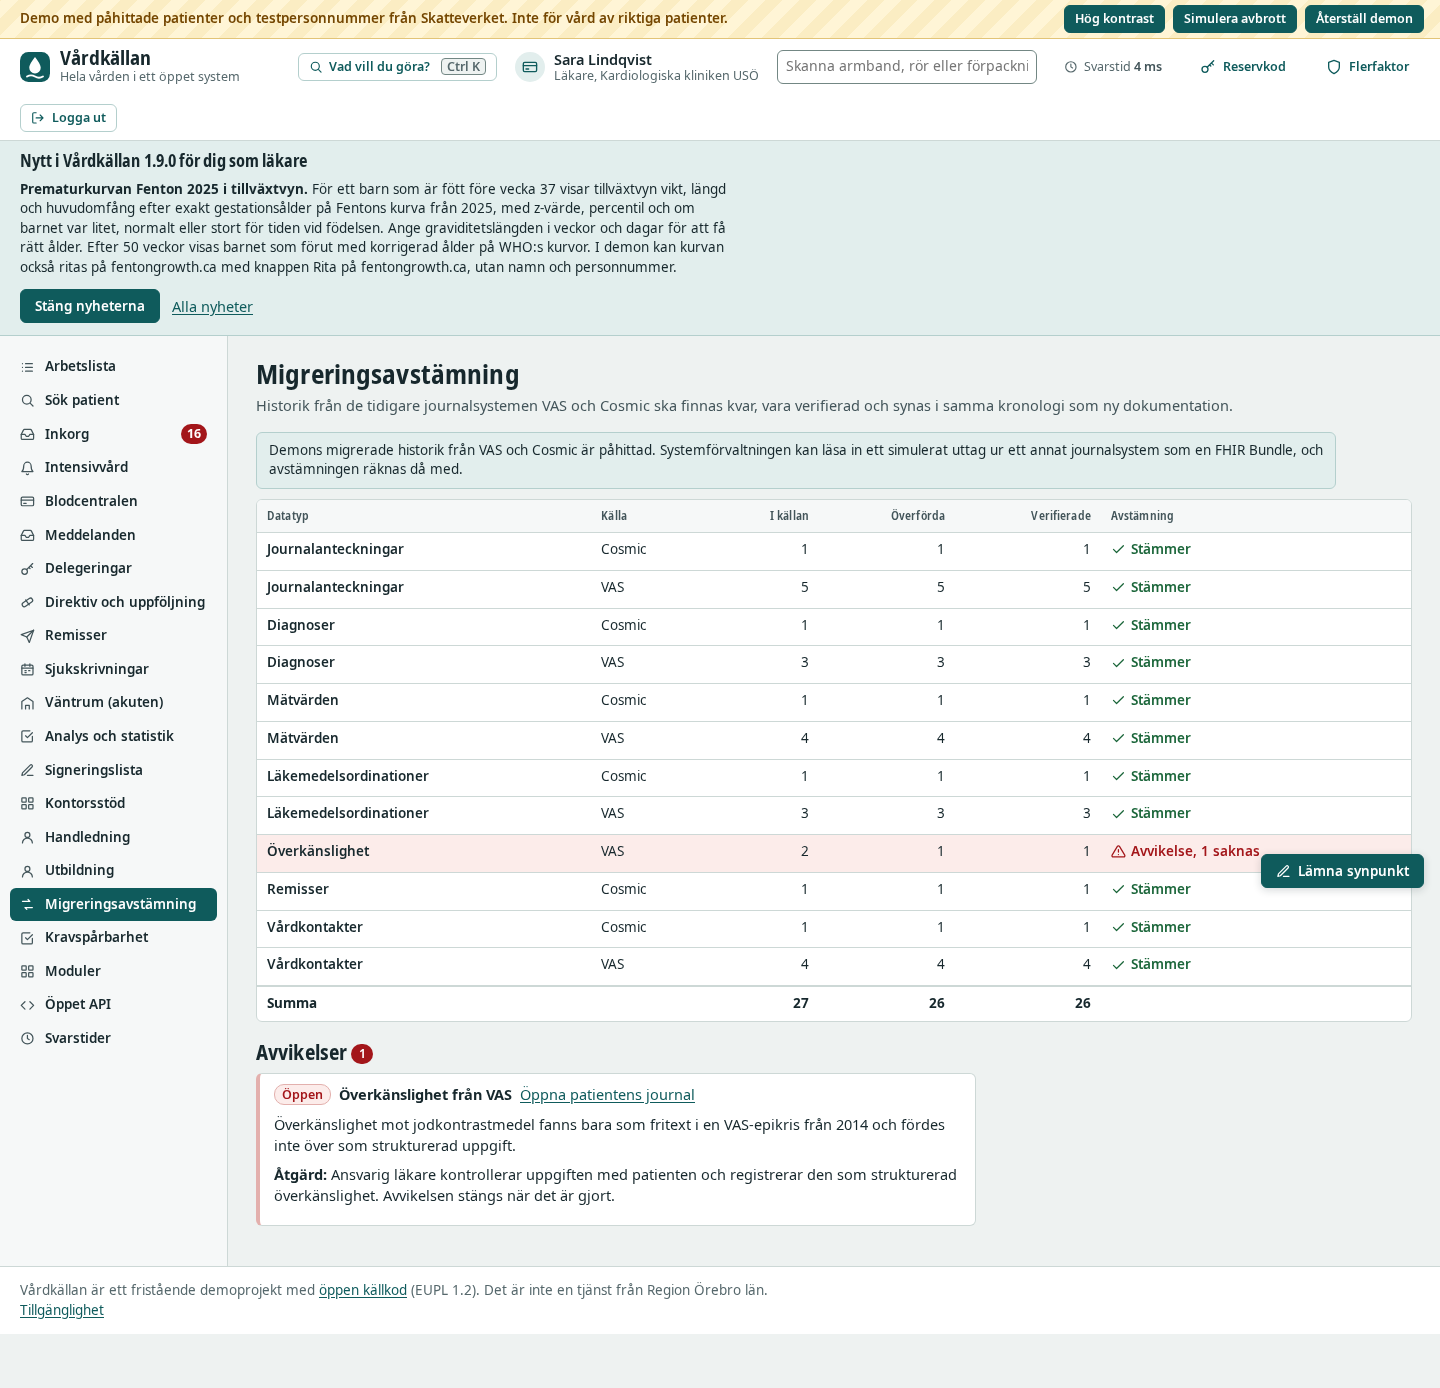 Demo med påhittade patienter och testpersonnummer från Skatteverket. Inte för vård av riktiga patienter.
Hög kontrast
Simulera avbrott
Återställ demon
Vårdkällan
Hela vården i ett öppet system
Vad vill du göra? Ctrl K
Sara Lindqvist
Läkare, Kardiologiska kliniken USÖ
Skanna armband, rör eller förpackni
Svarstid 4 ms
Reservkod
Flerfaktor
Logga ut
Nytt i Vårdkällan 1.9.0 för dig som läkare
Prematurkurvan Fenton 2025 i tillväxtvyn. För ett barn som är fött före vecka 37 visar tillväxtvyn vikt, längd
och huvudomfång efter exakt gestationsålder på Fentons kurva från 2025, med z-värde, percentil och om
barnet var litet, normalt eller stort för tiden vid födelsen. Ange graviditetslängden i veckor och dagar för att få
rätt ålder. Efter 50 veckor visas barnet som förut med korrigerad ålder på WHO:s kurvor. I demon kan kurvan
också ritas på fentongrowth.ca med knappen Rita på fentongrowth.ca, utan namn och personnummer.
Stäng nyheterna
Alla nyheter
Arbetslista
Sök patient
Inkorg 16
Intensivvård
Blodcentralen
Meddelanden
Delegeringar
Direktiv och uppföljning
Remisser
Sjukskrivningar
Väntrum (akuten)
Analys och statistik
Signeringslista
Kontorsstöd
Handledning
Utbildning
Migreringsavstämning
Kravspårbarhet
Moduler
Öppet API
Svarstider
Migreringsavstämning
Historik från de tidigare journalsystemen VAS och Cosmic ska finnas kvar, vara verifierad och synas i samma kronologi som ny dokumentation.
Demons migrerade historik från VAS och Cosmic är påhittad. Systemförvaltningen kan läsa in ett simulerat uttag ur ett annat journalsystem som en FHIR Bundle, och
avstämningen räknas då med.
Datatyp Källa I källan Överförda Verifierade Avstämning
Journalanteckningar Cosmic 1 1 1 Stämmer
Journalanteckningar VAS 5 5 5 Stämmer
Diagnoser Cosmic 1 1 1 Stämmer
Diagnoser VAS 3 3 3 Stämmer
Mätvärden Cosmic 1 1 1 Stämmer
Mätvärden VAS 4 4 4 Stämmer
Läkemedelsordinationer Cosmic 1 1 1 Stämmer
Läkemedelsordinationer VAS 3 3 3 Stämmer
Överkänslighet VAS 2 1 1 Avvikelse, 1 saknas
Lämna synpunkt
Remisser Cosmic 1 1 1 Stämmer
Vårdkontakter Cosmic 1 1 1 Stämmer
Vårdkontakter VAS 4 4 4 Stämmer
Summa 27 26 26
Avvikelser 1
Öppen Överkänslighet från VAS Öppna patientens journal
Överkänslighet mot jodkontrastmedel fanns bara som fritext i en VAS-epikris från 2014 och fördes
inte över som strukturerad uppgift.
Åtgärd: Ansvarig läkare kontrollerar uppgiften med patienten och registrerar den som strukturerad
överkänslighet. Avvikelsen stängs när det är gjort.
Vårdkällan är ett fristående demoprojekt med öppen källkod (EUPL 1.2). Det är inte en tjänst från Region Örebro län.
Tillgänglighet